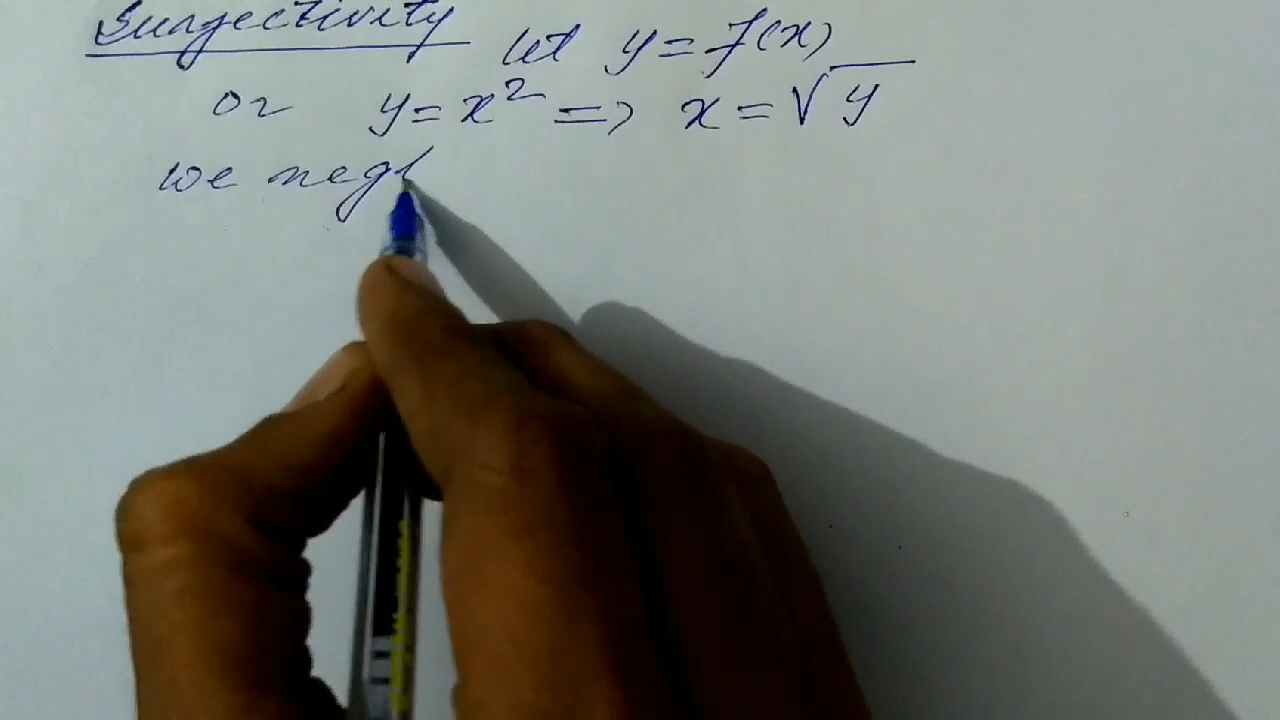 Surjectivity let y = f(x)
or y = x² => x = √y
we negl